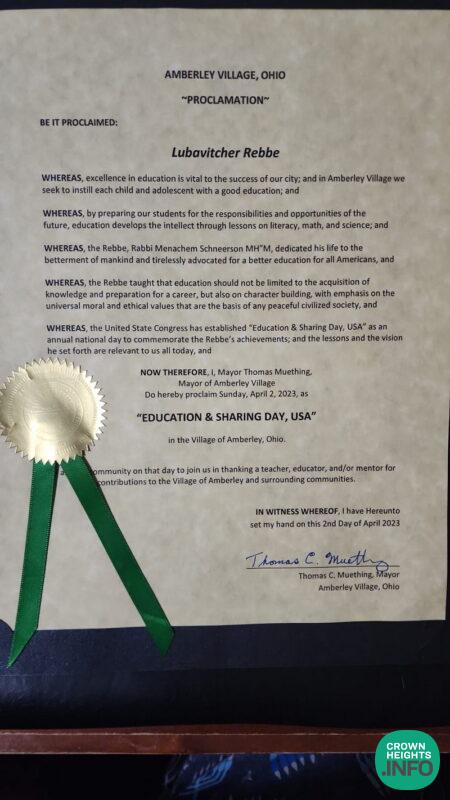 AMBERLEY VILLAGE, OHIO
~PROCLAMATION~
BE IT PROCLAIMED:
Lubavitcher Rebbe
WHEREAS, excellence in education is vital to the success of our city; and in Amberley Village we
seek to instill each child and adolescent with a good education; and
WHEREAS, by preparing our students for the responsibilities and opportunities of the
future, education develops the intellect through lessons on literacy, math, and science; and
WHEREAS, the Rebbe, Rabbi Menachem Schneerson MH"M, dedicated his life to the
betterment of mankind and tirelessly advocated for a better education for all Americans, and
WHEREAS, the Rebbe taught that education should not be limited to the acquisition of
knowledge and preparation for a career, but also on character building, with emphasis on the
universal moral and ethical values that are the basis of any peaceful civilized society, and
WHEREAS, the United State Congress has established "Education & Sharing Day, USA" as an
annual national day to commemorate the Rebbe's achievements; and the lessons and the vision
he set forth are relevant to us all today, and
NOW THEREFORE, I, Mayor Thomas Muething,
Mayor of Amberley Village
Do hereby proclaim Sunday, April 2, 2023, as
"EDUCATION & SHARING DAY, USA"
in the Village of Amberley, Ohio.
community on that day to join us in thanking a teacher, educator, and/or mentor for
contributions to the Village of Amberley and surrounding communities.
IN WITNESS WHEREOF, I have Hereunto
set my hand on this 2nd Day of April 2023
Thomas C. Muething
Thomas C. Muething, Mayor
Amberley Village, Ohio
CROWN
HEIGHTS
.INFO